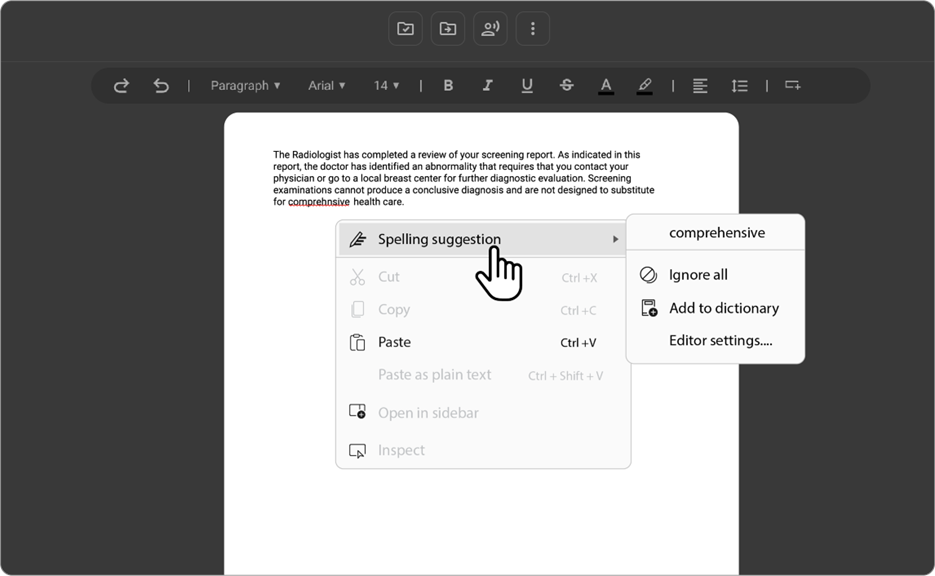 Paragraph Arial 14 B I U S A
The Radiologist has completed a review of your screening report. As indicated in this
report, the doctor has identified an abnormality that requires that you contact your
physician or go to a local breast center for further diagnostic evaluation. Screening
examinations cannot produce a conclusive diagnosis and are not designed to substitute
for comprehnsive health care.
Spelling suggestion
Cut Ctrl +X
Copy Ctrl +C
Paste Ctrl +V
Paste as plain text Ctrl + Shift + V
Open in sidebar
Inspect
comprehensive
Ignore all
Add to dictionary
Editor settings....